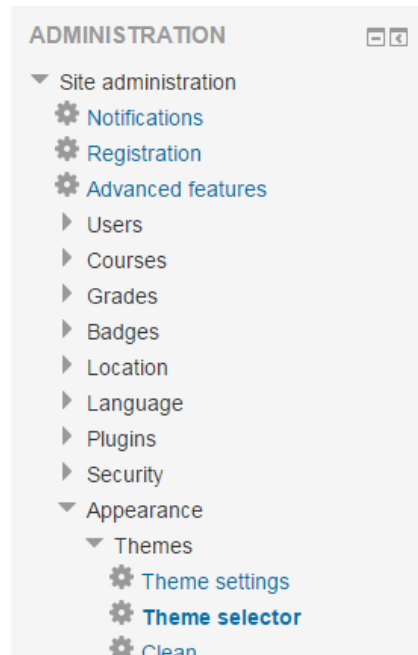 ADMINISTRATION
Site administration
Notifications
Registration
Advanced features
Users
Courses
Grades
Badges
Location
Language
Plugins
Security
Appearance
Themes
Theme settings
Theme selector
Clean